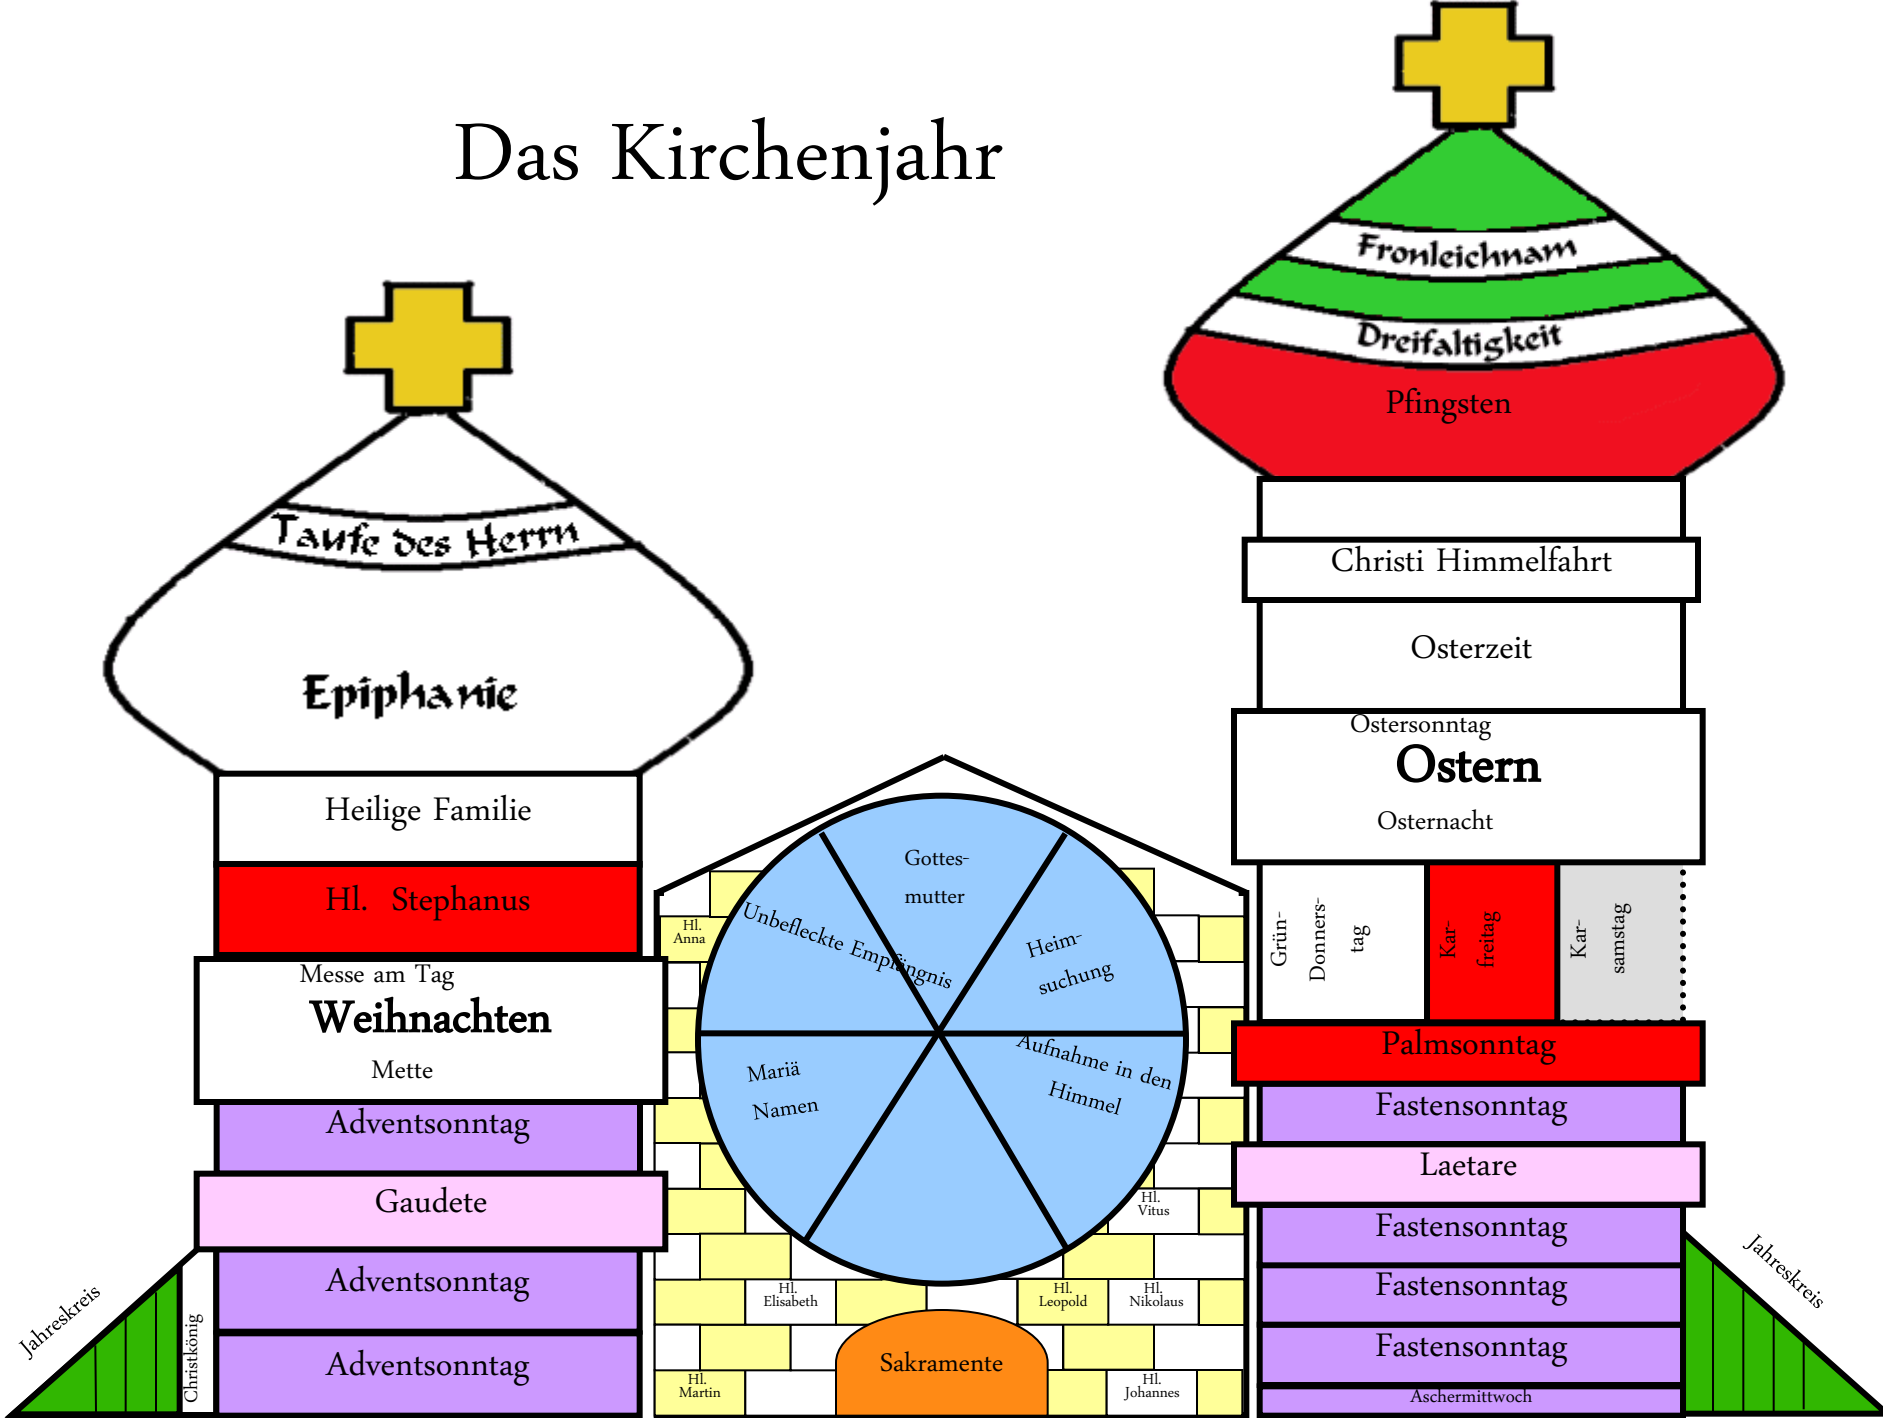 Das Kirchenjahr
Taufe des Herrn
Epiphanie
Heilige Familie
Hl. Stephanus
Messe am Tag
Weihnachten
Mette
Adventsonntag
Gaudete
Adventsonntag
Adventsonntag
Jahreskreis
Christkönig
Gottes-
mutter
Unbefleckte Empfängnis
Heim-
suchung
Mariä
Namen
Aufnahme in den
Himmel
Hl.
Anna
Hl.
Vitus
Hl.
Elisabeth
Hl.
Leopold
Hl.
Nikolaus
Hl.
Martin
Sakramente
Hl.
Johannes
Fronleichnam
Dreifaltigkeit
Pfingsten
Christi Himmelfahrt
Osterzeit
Ostersonntag
Ostern
Osternacht
Grün-
Donners-
tag
Kar-
freitag
Kar-
samstag
Palmsonntag
Fastensonntag
Laetare
Fastensonntag
Fastensonntag
Fastensonntag
Aschermittwoch
Jahreskreis